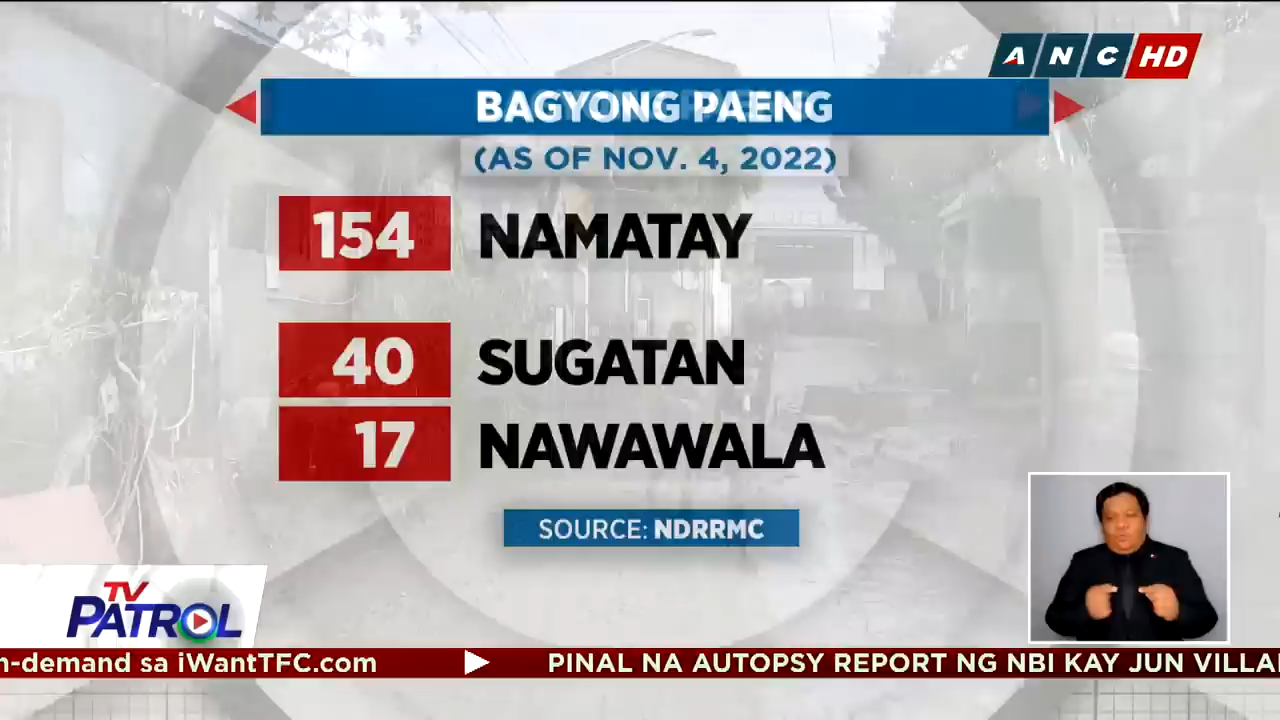 ANC HD
BAGYONG PAENG
(AS OF NOV. 4, 2022)
154 NAMATAY
40 SUGATAN
17 NAWAWALA
SOURCE: NDRRMC
TV
PATROL
n-demand sa iWantTFC.com PINAL NA AUTOPSY REPORT NG NBI KAY JUN VILLA